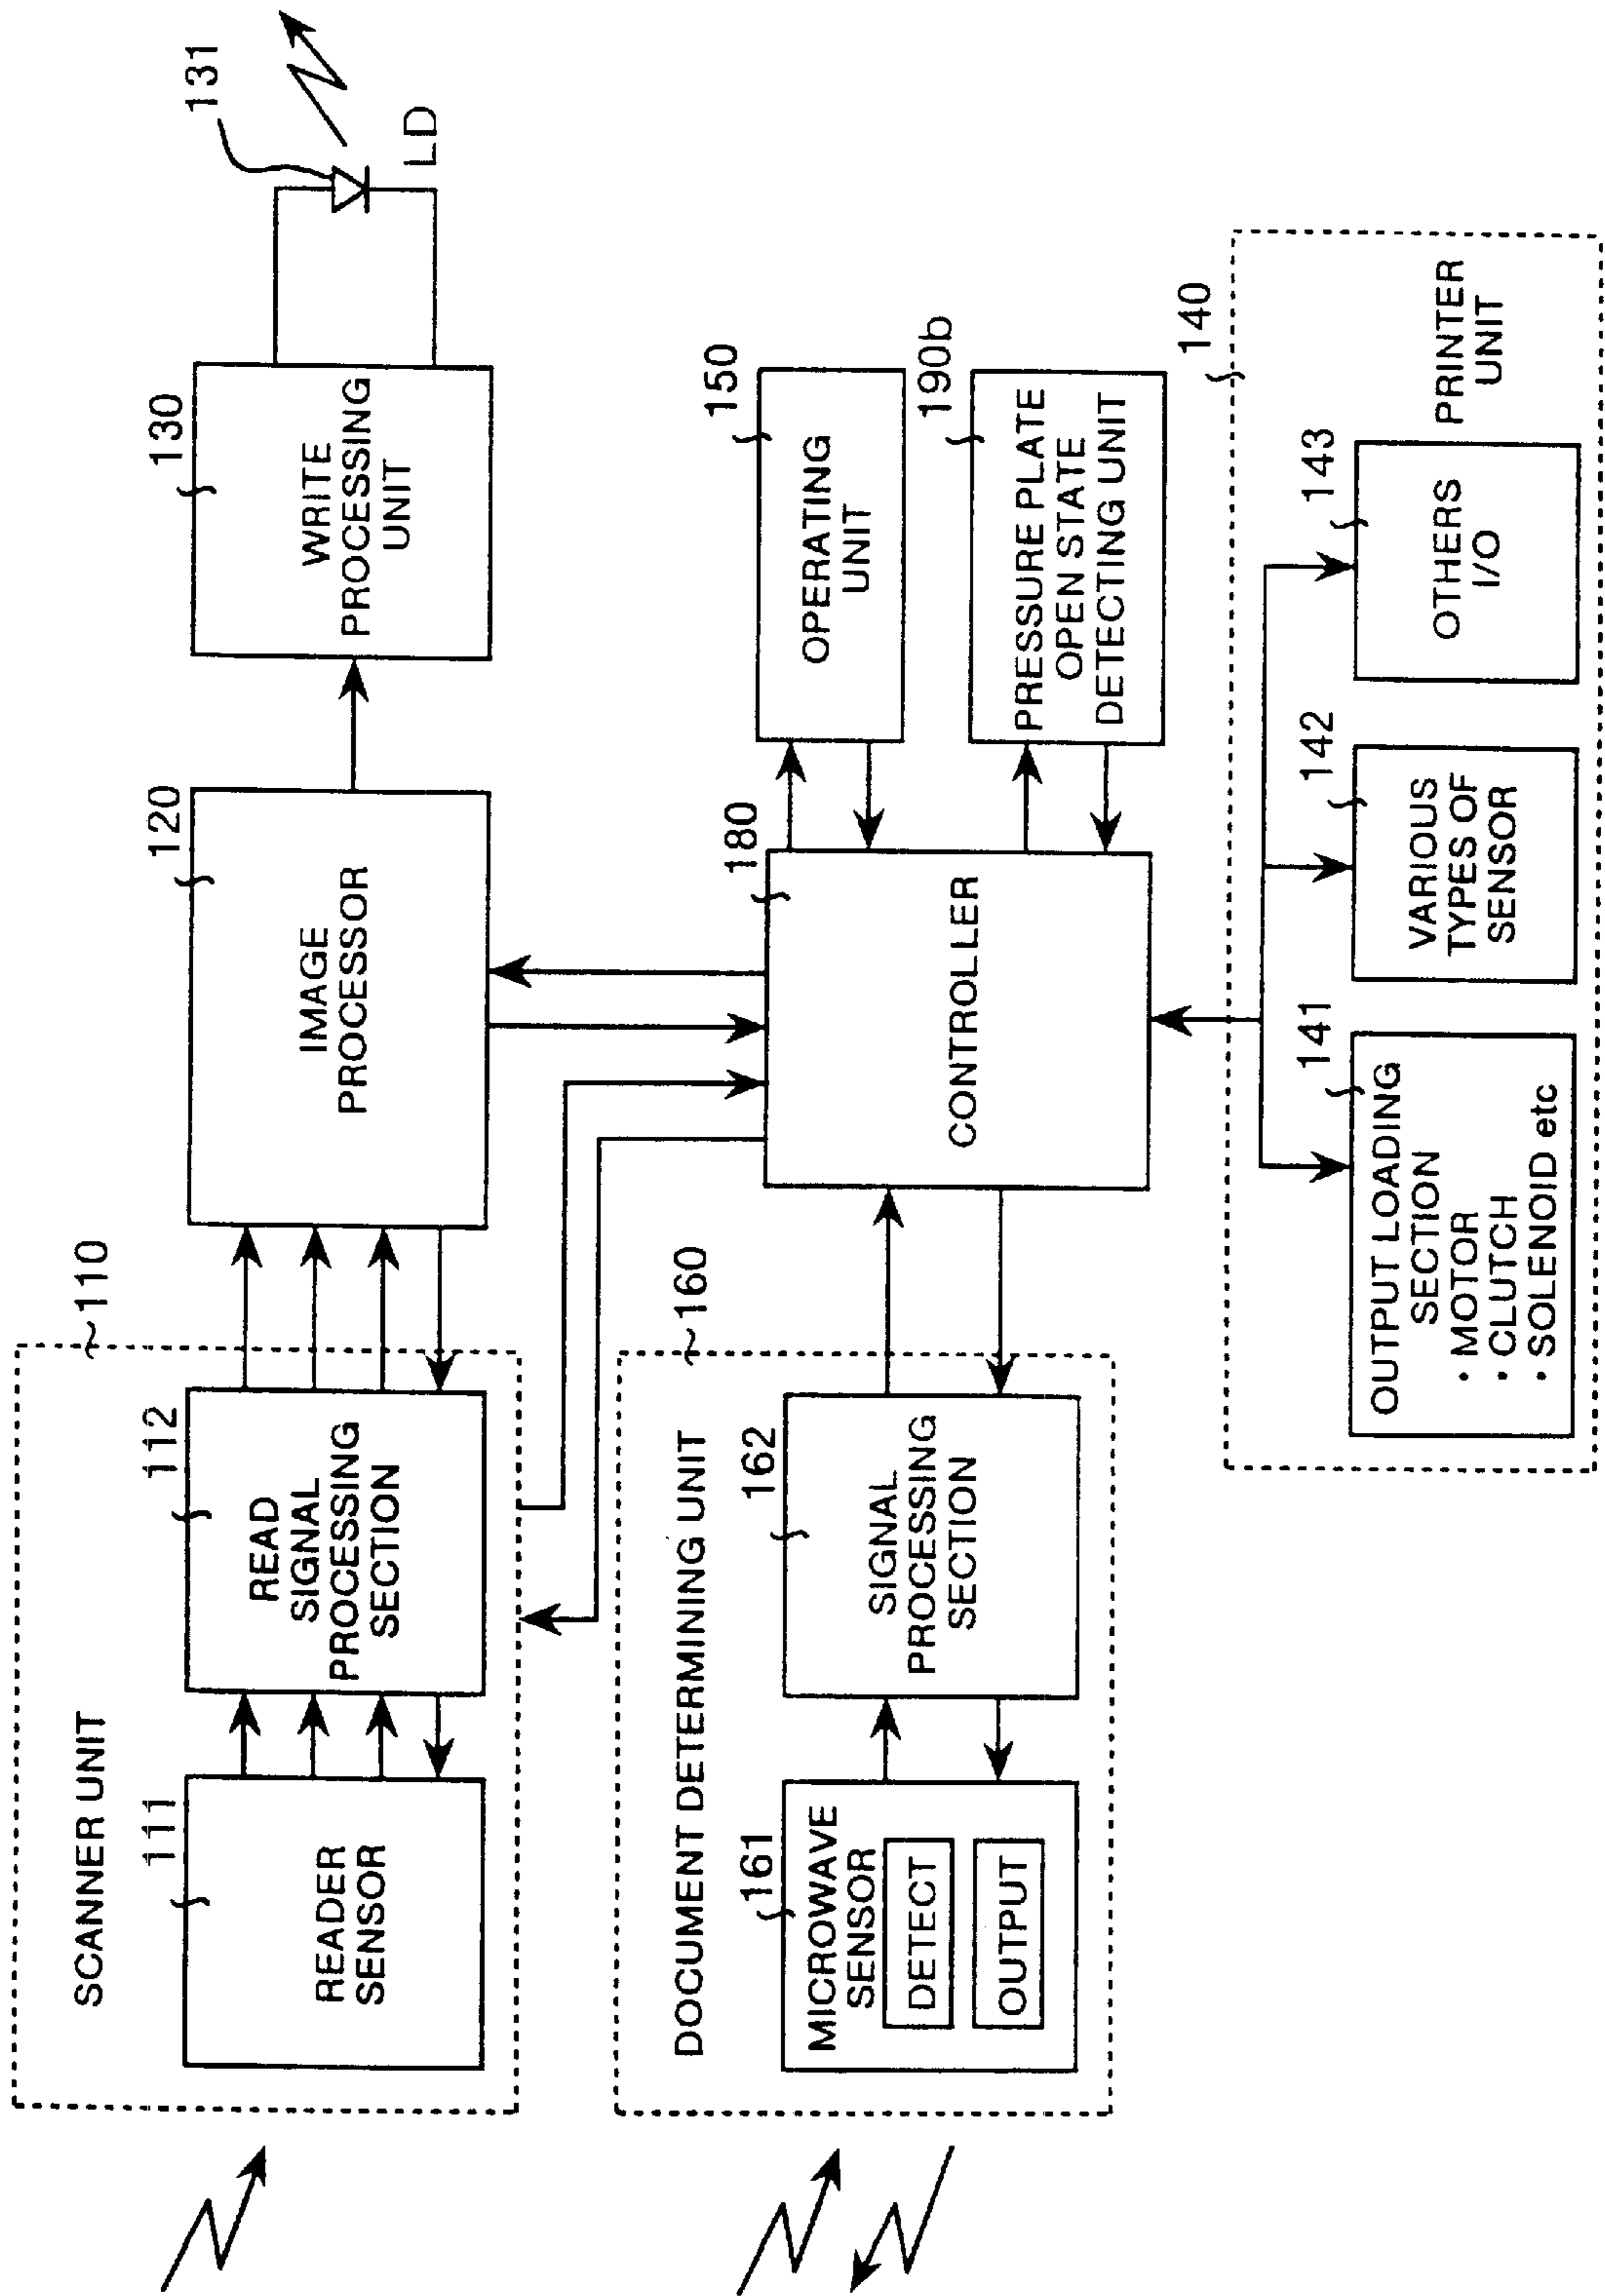 SCANNER UNIT
~110
111
READER
SENSOR
112
READ
SIGNAL
PROCESSING
SECTION
120
IMAGE
PROCESSOR
130
WRITE
PROCESSING
UNIT
131
LD
DOCUMENT DETERMINING UNIT
~160
161
MICROWAVE
SENSOR
DETECT
OUTPUT
162
SIGNAL
PROCESSING
SECTION
180
CONTROLLER
150
OPERATING
UNIT
190b
PRESSURE PLATE
OPEN STATE
DETECTING UNIT
140
PRINTER
UNIT
141
OUTPUT LOADING
SECTION
• MOTOR
• CLUTCH
• SOLENOID etc
142
VARIOUS
TYPES OF
SENSOR
143
OTHERS
I/O